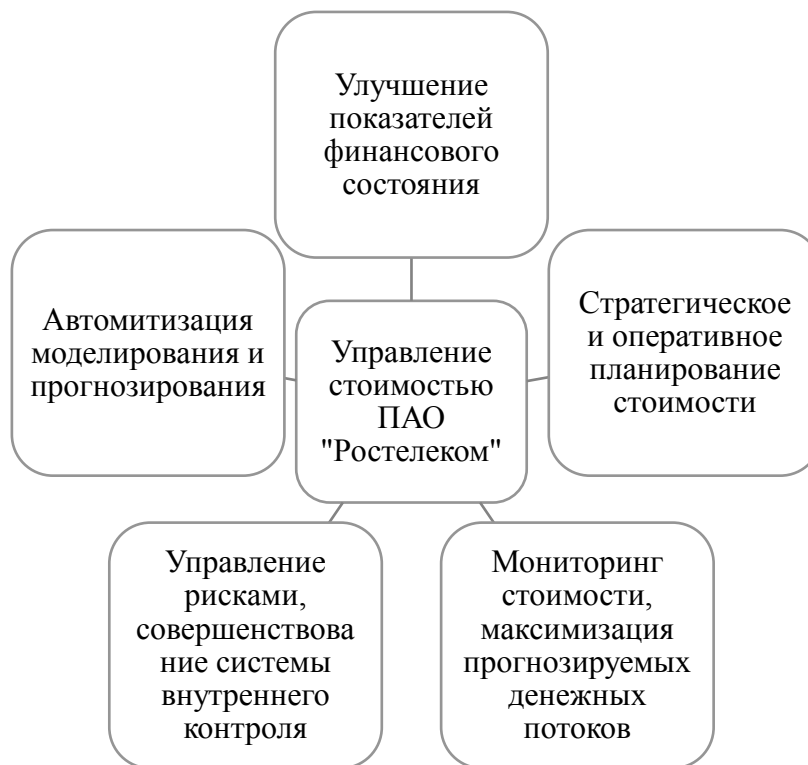 Улучшение
показателей
финансового
состояния
Автомитизация
моделирования и
прогнозирования
Управление
стоимостью
ПАО
"Ростелеком"
Стратегическое
и оперативное
планирование
стоимости
Управление
рисками,
совершенствова
ние системы
внутреннего
контроля
Мониторинг
стоимости,
максимизация
прогнозируемых
денежных
потоков